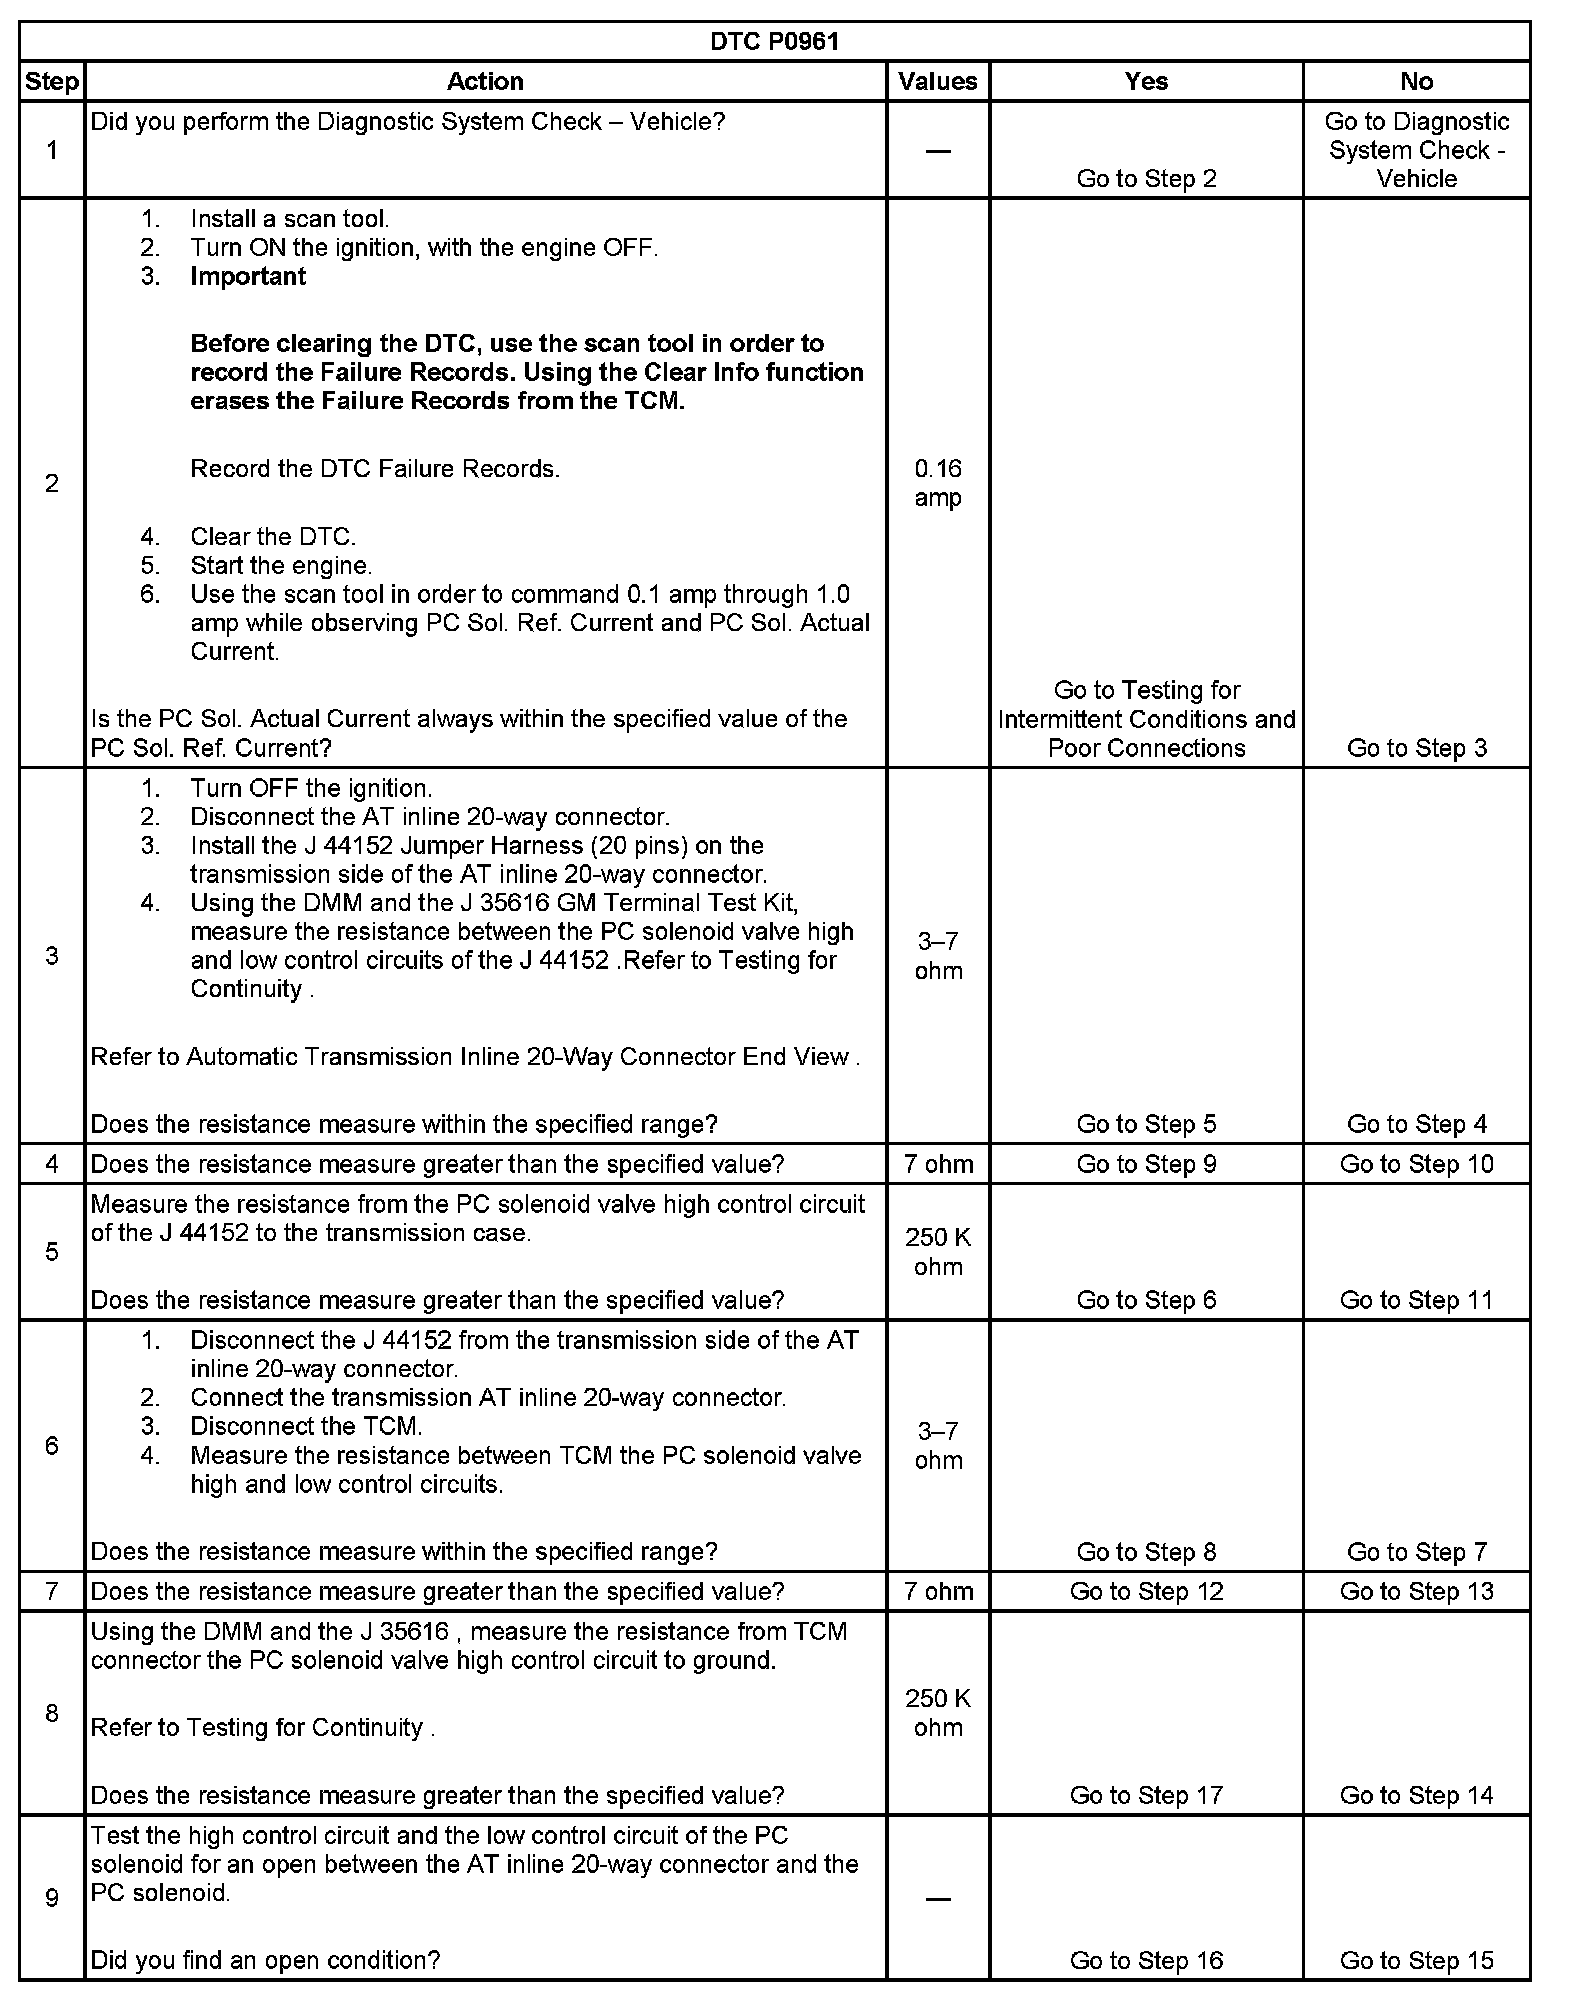 DTC P0961
Step Action Values Yes No
1
Did you perform the Diagnostic System Check – Vehicle?
—
Go to Step 2
Go to Diagnostic
System Check -
Vehicle
2
1. Install a scan tool.
2. Turn ON the ignition, with the engine OFF.
3. Important
Before clearing the DTC, use the scan tool in order to
record the Failure Records. Using the Clear Info function
erases the Failure Records from the TCM.
Record the DTC Failure Records.
4. Clear the DTC.
5. Start the engine.
6. Use the scan tool in order to command 0.1 amp through 1.0
amp while observing PC Sol. Ref. Current and PC Sol. Actual
Current.
Is the PC Sol. Actual Current always within the specified value of the
PC Sol. Ref. Current?
0.16
amp
Go to Testing for
Intermittent Conditions and
Poor Connections
Go to Step 3
3
1. Turn OFF the ignition.
2. Disconnect the AT inline 20-way connector.
3. Install the J 44152 Jumper Harness (20 pins) on the
transmission side of the AT inline 20-way connector.
4. Using the DMM and the J 35616 GM Terminal Test Kit,
measure the resistance between the PC solenoid valve high
and low control circuits of the J 44152 .Refer to Testing for
Continuity .
Refer to Automatic Transmission Inline 20-Way Connector End View .
Does the resistance measure within the specified range?
3–7
ohm
Go to Step 5
Go to Step 4
4 Does the resistance measure greater than the specified value? 7 ohm Go to Step 9 Go to Step 10
5
Measure the resistance from the PC solenoid valve high control circuit
of the J 44152 to the transmission case.
Does the resistance measure greater than the specified value?
250 K
ohm
Go to Step 6
Go to Step 11
6
1. Disconnect the J 44152 from the transmission side of the AT
inline 20-way connector.
2. Connect the transmission AT inline 20-way connector.
3. Disconnect the TCM.
4. Measure the resistance between TCM the PC solenoid valve
high and low control circuits.
Does the resistance measure within the specified range?
3–7
ohm
Go to Step 8
Go to Step 7
7 Does the resistance measure greater than the specified value? 7 ohm Go to Step 12 Go to Step 13
8
Using the DMM and the J 35616 , measure the resistance from TCM
connector the PC solenoid valve high control circuit to ground.
Refer to Testing for Continuity .
Does the resistance measure greater than the specified value?
250 K
ohm
Go to Step 17
Go to Step 14
9
Test the high control circuit and the low control circuit of the PC
solenoid for an open between the AT inline 20-way connector and the
PC solenoid.
Did you find an open condition?
—
Go to Step 16
Go to Step 15